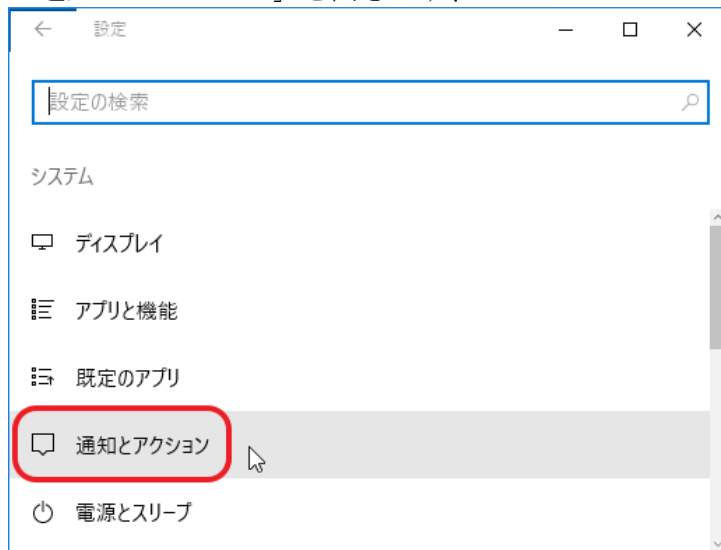 設定
設定の検索
システム
ディスプレイ
アプリと機能
既定のアプリ
通知とアクション
電源とスリープ